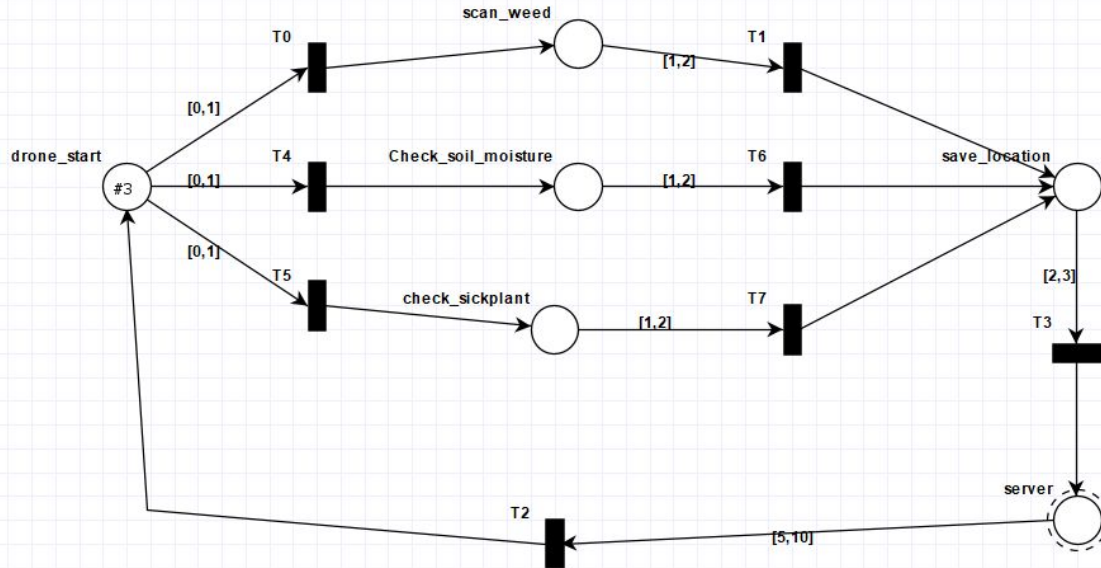 scan_weed
T0
T1
[1,2]
[0,1]
drone_start
T4
Check_soil_moisture
T6
save_location
#3
[0,1]
[1,2]
[0,1]
T5
check_sickplant
T7
[2,3]
[1,2]
T3
server
T2
[5,10]